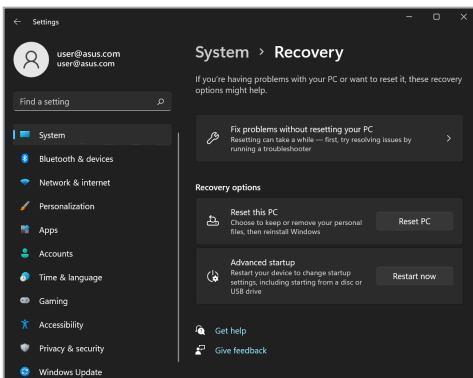 Settings
user@asus.com
user@asus.com
Find a setting
System
Bluetooth & devices
Network & internet
Personalization
Apps
Accounts
Time & language
Gaming
Accessibility
Privacy & security
Windows Update
System > Recovery
If you're having problems with your PC or want to reset it, these recovery
options might help.
Fix problems without resetting your PC
Resetting can take a while — first, try resolving issues by
running a troubleshooter
Recovery options
Reset this PC
Choose to keep or remove your personal
files, then reinstall Windows
Reset PC
Advanced startup
Restart your device to change startup
settings, including starting from a disc or
USB drive
Restart now
Get help
Give feedback